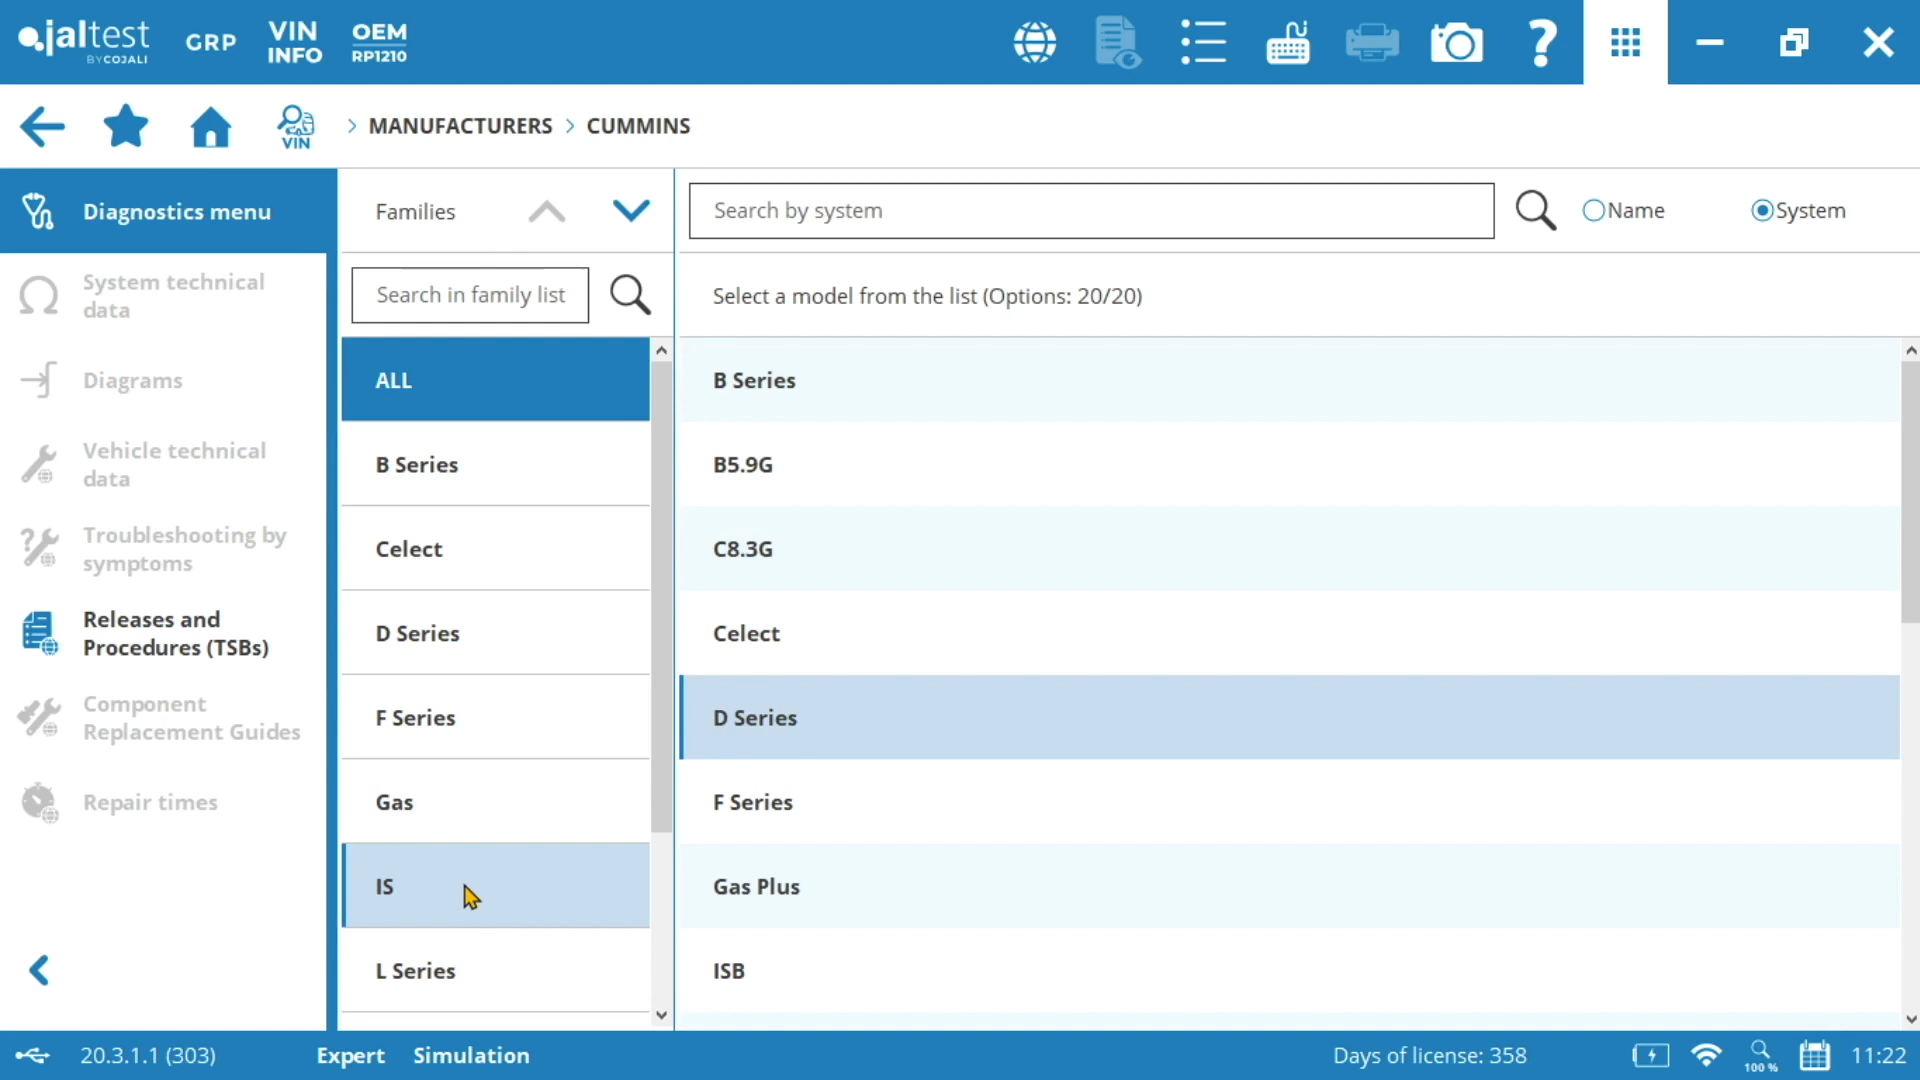 jaltest
BY COJALI
GRP
VIN
INFO
OEM
RP1210
VIN
MANUFACTURERS
CUMMINS
Diagnostics menu
System technical
data
Diagrams
Vehicle technical
data
Troubleshooting by
symptoms
Releases and
Procedures (TSBs)
Component
Replacement Guides
Repair times
Families
Search in family list
ALL
B Series
Celect
D Series
F Series
Gas
IS
L Series
Search by system
Name
System
Select a model from the list (Options: 20/20)
B Series
B5.9G
C8.3G
Celect
D Series
F Series
Gas Plus
ISB
20.3.1.1 (303)
Expert
Simulation
Days of license: 358
100 %
11:22